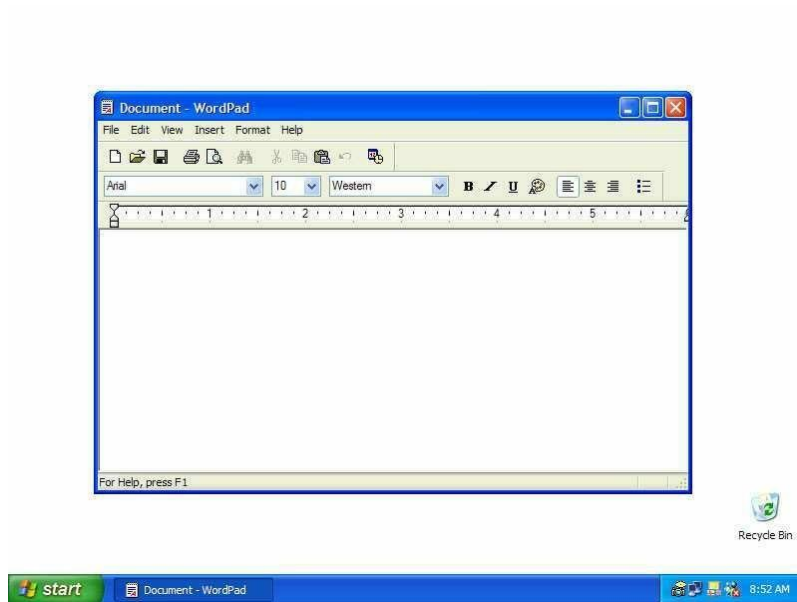 Document - WordPad
File Edit View Insert Format Help
Arial 10 Western B I U
1 2 3 4 5
For Help, press F1
Recycle Bin
start Document - WordPad 8:52 AM